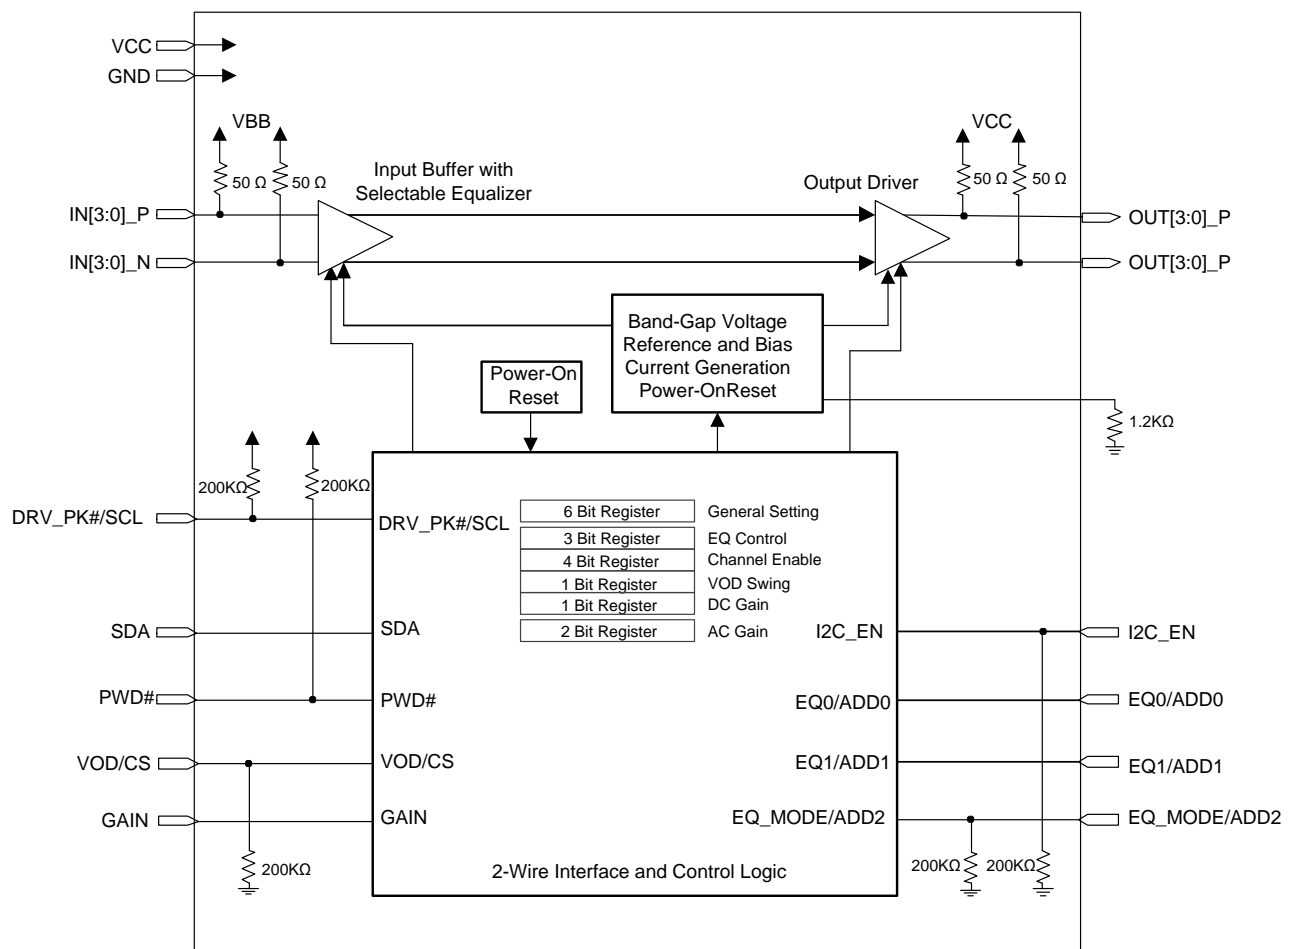 VCC
GND
VBB
VCC
50 Ω
50 Ω
Input Buffer with
Selectable Equalizer
Output Driver
50 Ω
50 Ω
IN[3:0]_P
OUT[3:0]_P
IN[3:0]_N
OUT[3:0]_P
Band-Gap Voltage
Reference and Bias
Current Generation
Power-OnReset
Power-On
Reset
1.2KΩ
200KΩ
200KΩ
DRV_PK#/SCL
DRV_PK#/SCL
6 Bit Register
General Setting
3 Bit Register
EQ Control
4 Bit Register
Channel Enable
1 Bit Register
VOD Swing
1 Bit Register
DC Gain
2 Bit Register
AC Gain
SDA
SDA
I2C_EN
I2C_EN
PWD#
PWD#
EQ0/ADD0
EQ0/ADD0
VOD/CS
VOD/CS
EQ1/ADD1
EQ1/ADD1
GAIN
GAIN
EQ_MODE/ADD2
EQ_MODE/ADD2
200KΩ
2-Wire Interface and Control Logic
200KΩ
200KΩ